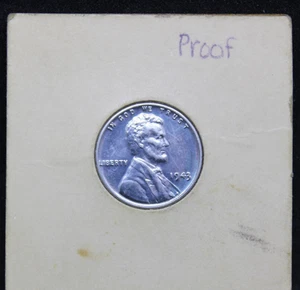 Proof
IN GOD WE TRUST
LIBERTY
1943